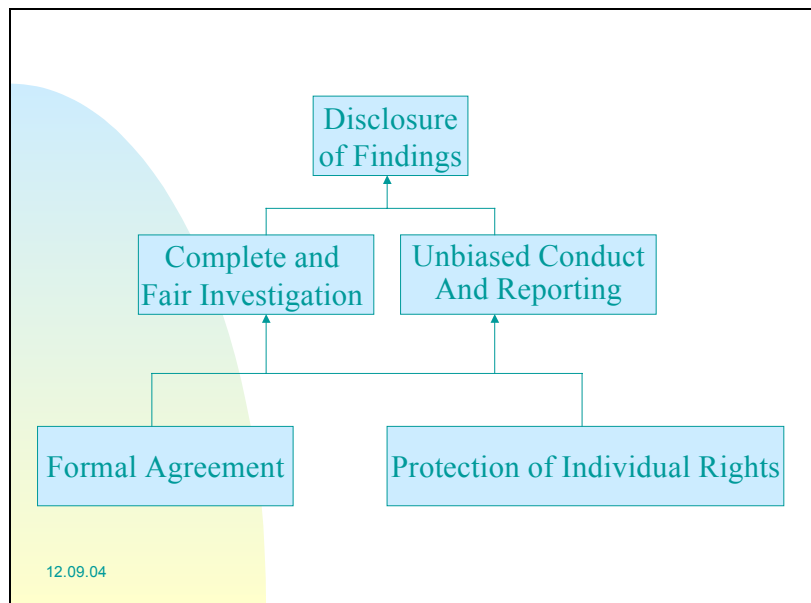 Disclosure
of Findings
Complete and
Fair Investigation
Unbiased Conduct
And Reporting
Formal Agreement
Protection of Individual Rights
12.09.04